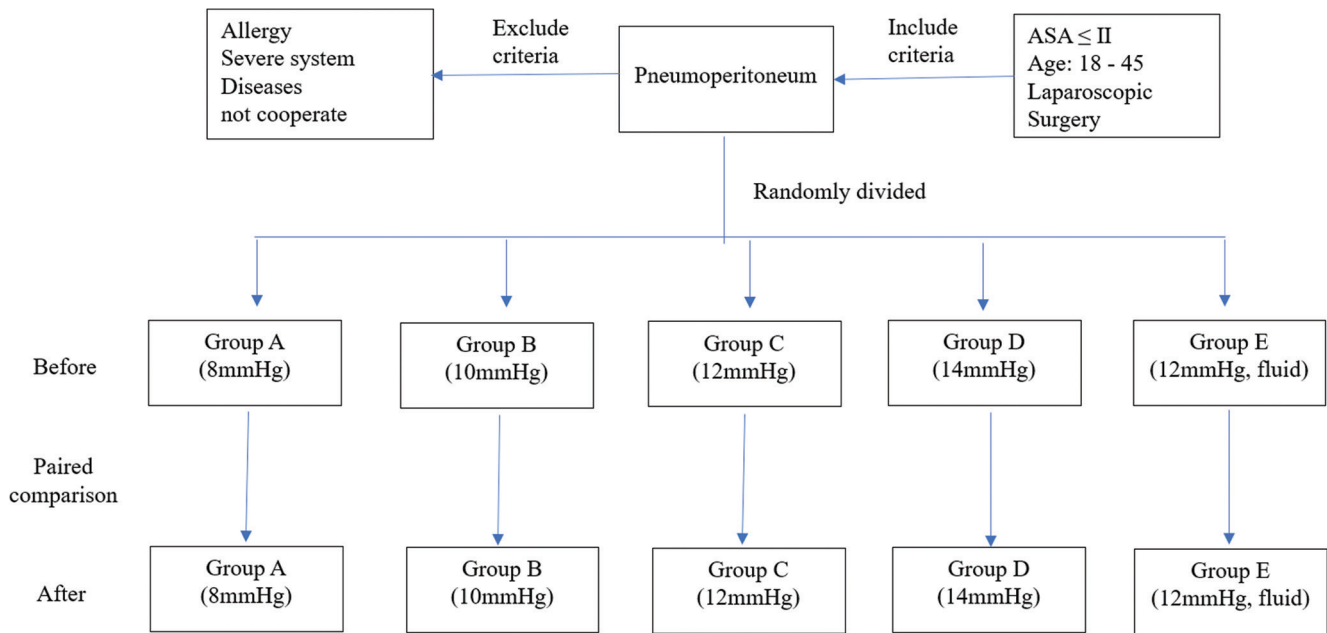 Allergy
Severe system
Diseases
not cooperate
Exclude
criteria
Pneumoperitoneum
Include
criteria
ASA ≤ II
Age: 18 - 45
Laparoscopic
Surgery
Randomly divided
Before
Group A
(8mmHg)
Group B
(10mmHg)
Group C
(12mmHg)
Group D
(14mmHg)
Group E
(12mmHg, fluid)
Paired
comparison
After
Group A
(8mmHg)
Group B
(10mmHg)
Group C
(12mmHg)
Group D
(14mmHg)
Group E
(12mmHg, fluid)